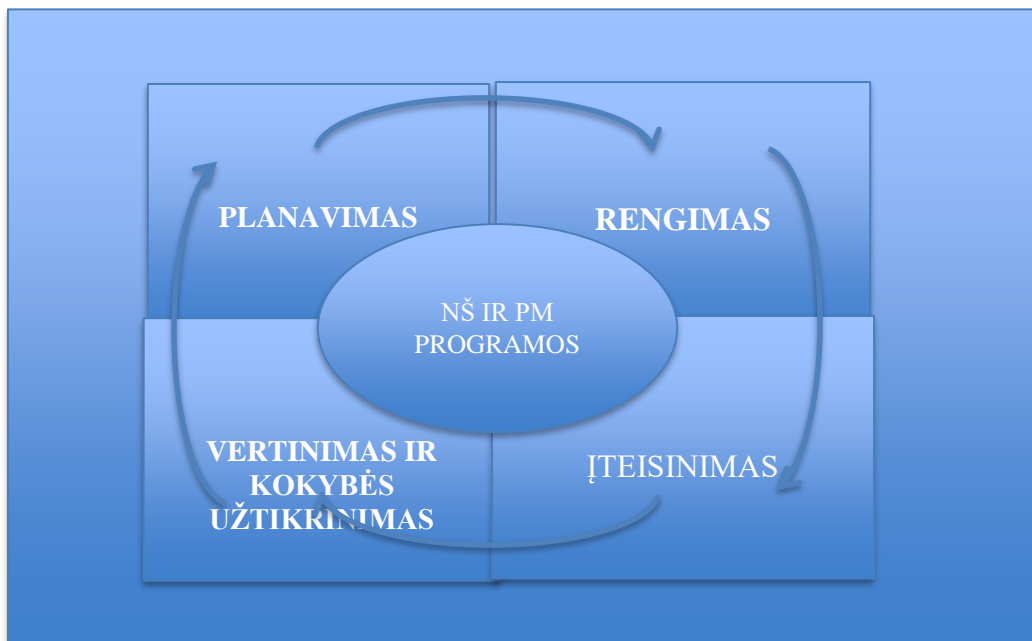 PLANAVIMAS
RENGIMAS
NŠ IR PM
PROGRAMOS
VERTINIMAS IR
KOKYBĖS
UŽTIKRINIMAS
ĮTEISINIMAS